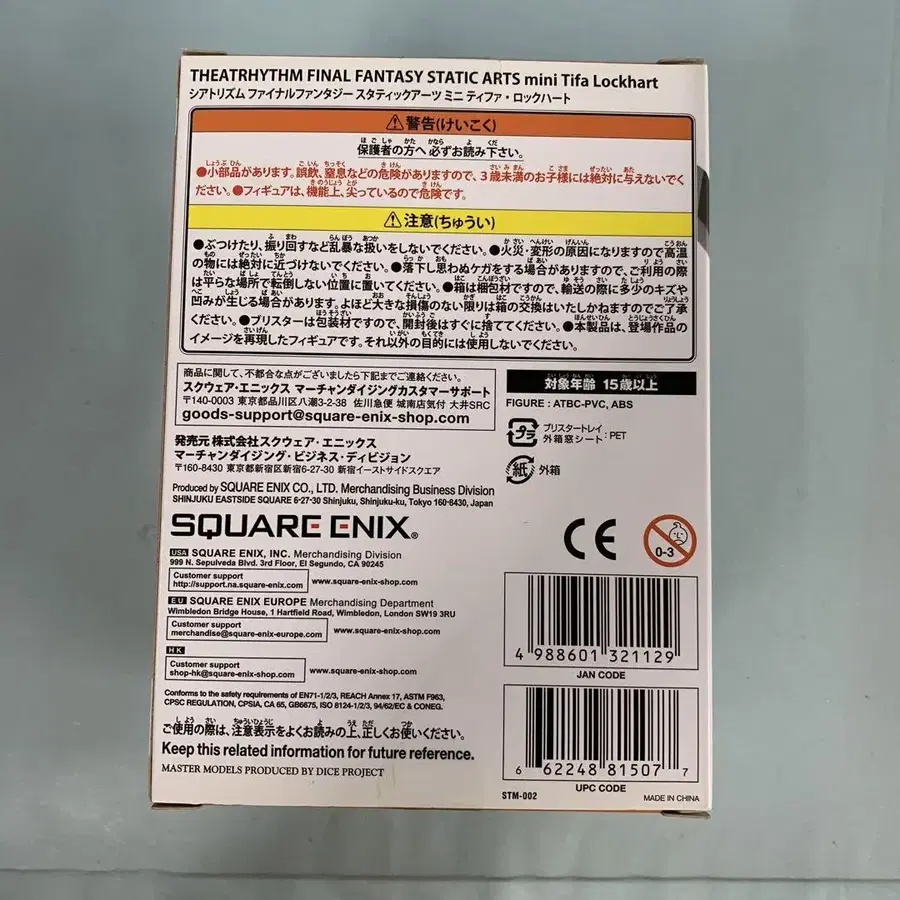 THEATRHYTHM FINAL FANTASY STATIC ARTS mini Tifa Lockhart
シアトリズム ファイナルファンタジー スタティックアーツ ミニ ティファ・ロックハート
⚠警告(けいこく)
保護者の方へ 必ずお読み下さい。
●小部品があります。誤飲、窒息などの危険がありますので、3歳未満のお子様には絶対に与えないでく
ださい。●フィギュアは、機能上、尖っているので危険です。
⚠注意(ちゅうい)
●ぶつけたり、振り回すなど乱暴な扱いをしないでください。●火災・変形の原因になりますので高温
の物には絶対に近づけないでください。●落下し思わぬケガをする場合がありますので、ご利用の際
は平らな場所で転倒しない位置に置いてください。●箱は梱包材ですので、輸送の際に多少のキズや
凹みが生じる場合があります。よほど大きな損傷のない限りは箱の交換はいたしかねますのでご了承
ください。●ブリスターは包装材ですので、開封後はすぐに捨ててください。●本製品は、登場作品の
イメージを再現したフィギュアです。それ以外の目的には使用しないでください。
商品に関して、不都合な点がございましたら下記までご連絡ください。
スクウェア・エニックス マーチャンダイジングカスタマーサポート
〒140-0003 東京都品川区八潮3-2-38 佐川急便 城南店気付 大井SRC
goods-support@square-enix-shop.com
対象年齢 15歳以上
FIGURE : ATBC-PVC, ABS
プラ
ブリスタートレイ
外箱窓シート : PET
紙 外箱
発売元 株式会社スクウェア・エニックス
マーチャンダイジング・ビジネス・ディビジョン
〒160-8430 東京都新宿区新宿6-27-30 新宿イーストサイドスクエア
Produced by SQUARE ENIX CO., LTD. Merchandising Business Division
SHINJUKU EASTSIDE SQUARE 6-27-30 Shinjuku, Shinjuku-ku, Tokyo 160-8430, Japan
SQUARE ENIX®
CE
0-3
USA SQUARE ENIX, INC. Merchandising Division
999 N. Sepulveda Blvd. 3rd Floor, El Segundo, CA 90245
Customer support
http://support.na.square-enix.com
www.square-enix-shop.com
EU SQUARE ENIX EUROPE Merchandising Department
Wimbledon Bridge House, 1 Hartfield Road, Wimbledon, London SW19 3RU
Customer support
merchandise@square-enix-europe.com
www.square-enix-shop.com
HK
Customer support
shop-hk@square-enix-shop.com
www.square-enix-shop.com
Conforms to the safety requirements of EN71-1/2/3, REACH Annex 17, ASTM F963,
CPSC REGULATION, CPSIA, CA 65, GB6675, ISO 8124-1/2/3, 94/62/EC & CONEG.
ご使用の際は、注意表示をよくお読みの上、正しくお使いください。
Keep this related information for future reference.
MASTER MODELS PRODUCED BY DICE PROJECT
4 988601 321129
JAN CODE
6 62248 81507 7
UPC CODE
STM-002
MADE IN CHINA